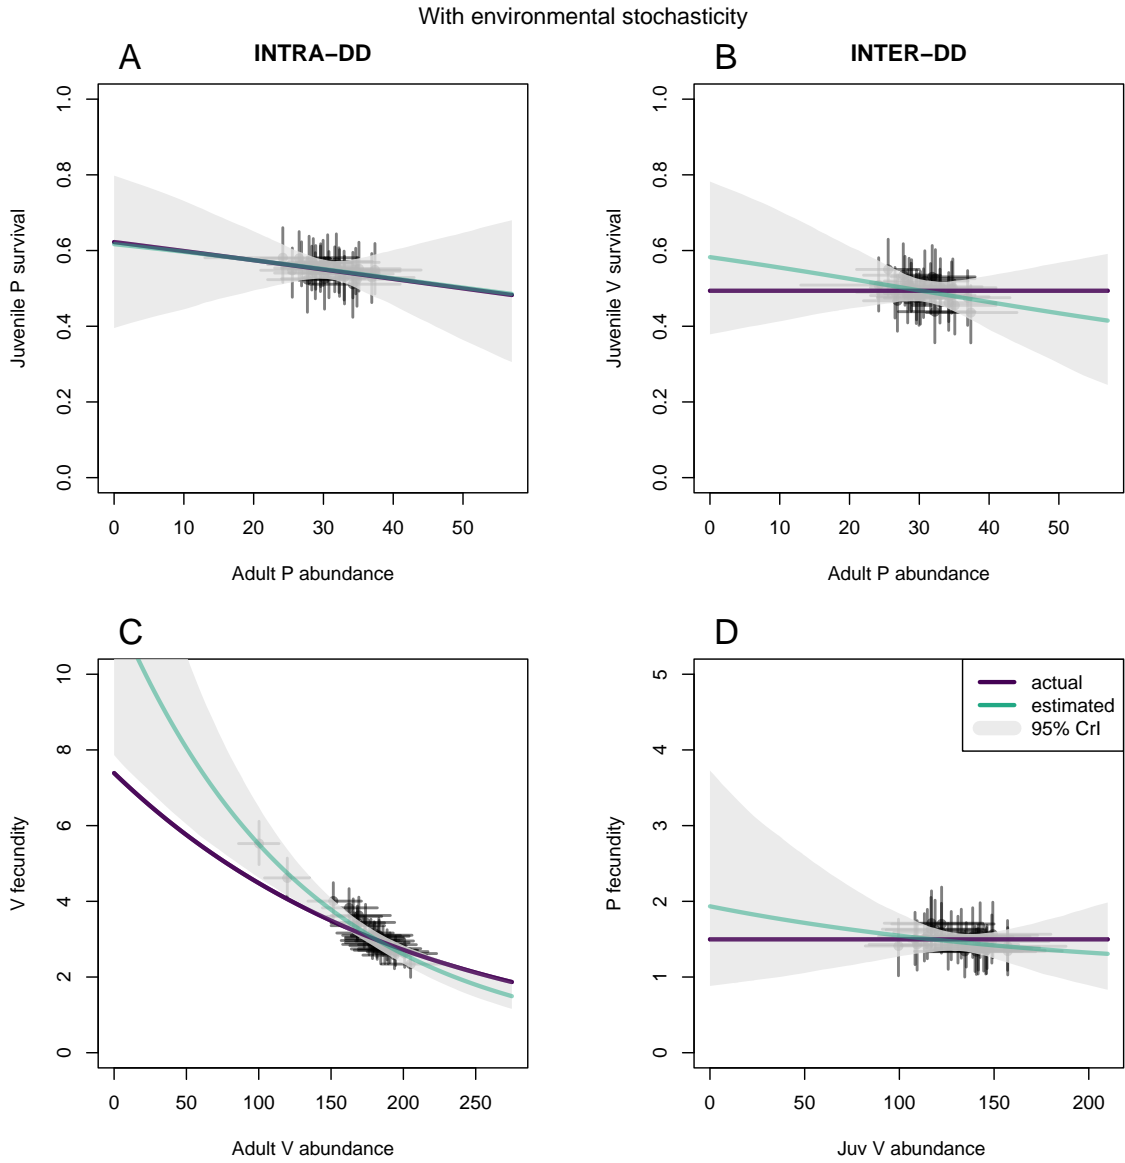 With environmental stochasticity
A
INTRA−DD
0.0 0.2 0.4 0.6 0.8 1.0
Juvenile P survival
0 10 20 30 40 50
Adult P abundance
B
INTER−DD
0.0 0.2 0.4 0.6 0.8 1.0
Juvenile V survival
0 10 20 30 40 50
Adult P abundance
C
0 2 4 6 8 10
V fecundity
0 50 100 150 200 250
Adult V abundance
D
0 1 2 3 4 5
P fecundity
actual
estimated
95% CrI
0 50 100 150 200
Juv V abundance